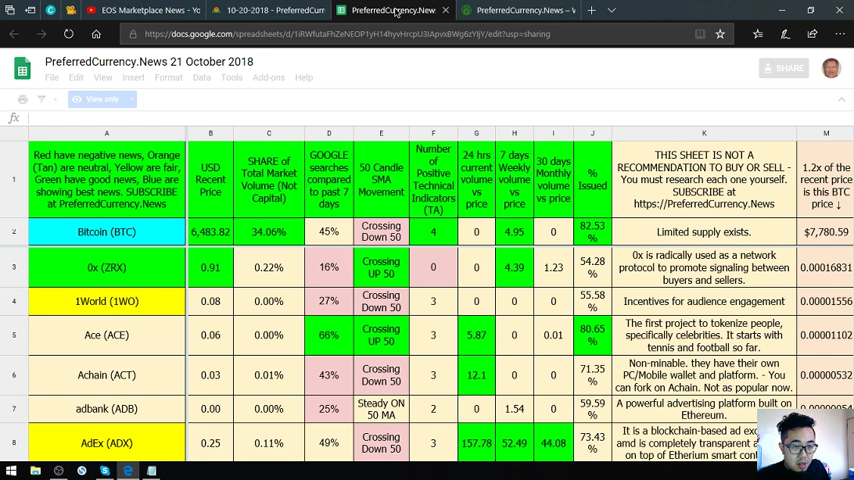 EOS Marketplace News - Yo
10-20-2018 - PreferredCurr
PreferredCurrency.News
PreferredCurrency.News – V
https://docs.google.com/spreadsheets/d/1iRWfutaFhZeNEOP1yH14hyvHrcpU3IApvxBWg6zYIjY/edit?usp=sharing
PreferredCurrency.News 21 October 2018
File Edit View Insert Format Data Tools Add-ons Help
SHARE
View only
fx
A B C D E F G H I J K M
1
Red have negative news, Orange
(Tan) are neutral, Yellow are fair,
Green have good news, Blue are
showing best news. SUBSCRIBE
at PreferredCurrency.News
USD
Recent
Price
SHARE of
Total Market
Volume (Not
Capital)
GOOGLE
searches
compared
to past 7
days
50 Candle
SMA
Movement
Number
of
Positive
Technical
Indicators
(TA)
24 hrs
current
volume
vs
price
7 days
Weekly
volume
vs
price
30 days
Monthly
volume
vs price
%
Issued
THIS SHEET IS NOT A
RECOMMENDATION TO BUY OR SELL -
You must research each one yourself.
SUBSCRIBE at
https://PreferredCurrency.News
1.2x of the
recent price
is this BTC
price ↓
2 Bitcoin (BTC) 6,483.82 34.06% 45% Crossing Down 50 4 0 4.95 0 82.53 % Limited supply exists. $7,780.59
3 0x (ZRX) 0.91 0.22% 16% Crossing UP 50 0 0 4.39 1.23 54.28 % 0x is radically used as a network protocol to promote signaling between buyers and sellers. 0.00016831
4 1World (1WO) 0.08 0.00% 27% Crossing Down 50 3 0 0 0 55.58 % Incentives for audience engagement 0.00001556
5 Ace (ACE) 0.06 0.00% 66% Crossing UP 50 3 5.87 0 0.01 80.65 % The first project to tokenize people, specifically celebrities. It starts with tennis and football so far. 0.00001102
6 Achain (ACT) 0.03 0.01% 43% Crossing Down 50 3 12.1 0 0 71.35 % Non-minable. they have their own PC/Mobile wallet and platform. - You can fork on Achain. Not as popular now. 0.00000532
7 adbank (ADB) 0.00 0.00% 25% Steady ON 50 MA 2 0 1.54 0 59.59 % A powerful advertising platform built on Ethereum.
8 AdEx (ADX) 0.25 0.11% 49% Crossing Down 50 3 157.78 52.49 44.08 73.43 % It is a blockchain-based ad and is completely transparent on top of Etherium smart